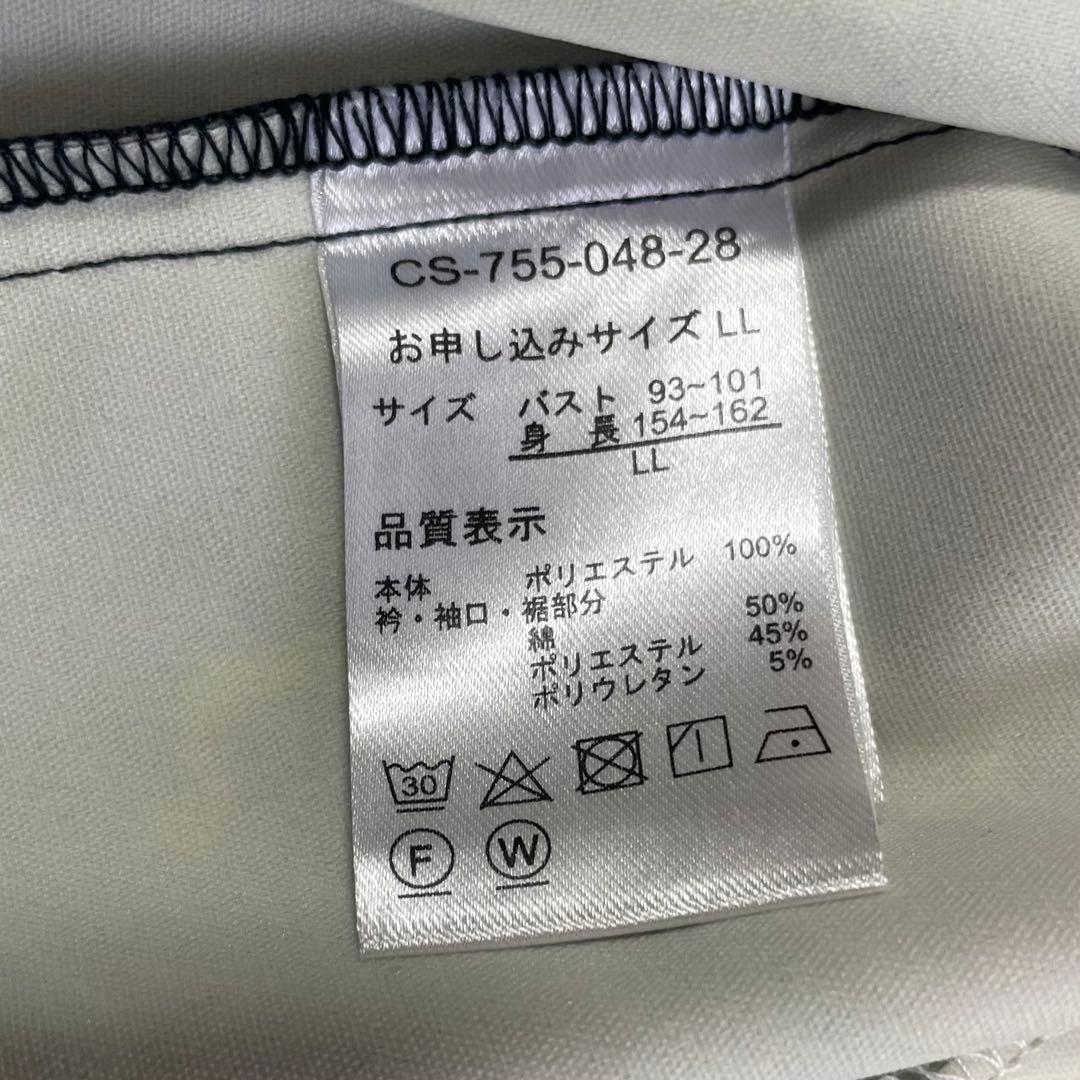 CS-755-048-28
お申し込みサイズ LL
サイズ バスト 93~101
身 長 154~162
LL
品質表示
本体 ポリエステル 100%
衿・袖口・裾部分
綿 50%
ポリエステル 45%
ポリウレタン 5%
30
F W